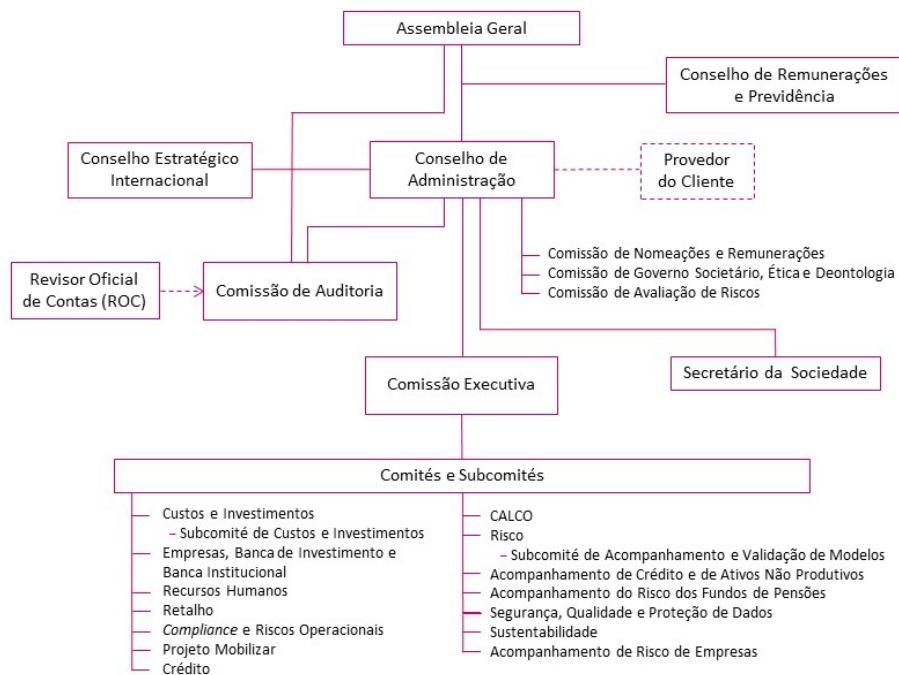 Assembleia Geral
Conselho de Remunerações
e Previdência
Conselho Estratégico
Internacional
Conselho de
Administração
Provedor
do Cliente
Comissão de Nomeações e Remunerações
Comissão de Governo Societário, Ética e Deontologia
Comissão de Avaliação de Riscos
Revisor Oficial
de Contas (ROC)
Comissão de Auditoria
Secretário da Sociedade
Comissão Executiva
Comités e Subcomités
Custos e Investimentos
– Subcomité de Custos e Investimentos
Empresas, Banca de Investimento e
Banca Institucional
Recursos Humanos
Retalho
Compliance e Riscos Operacionais
Projeto Mobilizar
Crédito
CALCO
Risco
– Subcomité de Acompanhamento e Validação de Modelos
Acompanhamento de Crédito e de Ativos Não Produtivos
Acompanhamento do Risco dos Fundos de Pensões
Segurança, Qualidade e Proteção de Dados
Sustentabilidade
Acompanhamento de Risco de Empresas